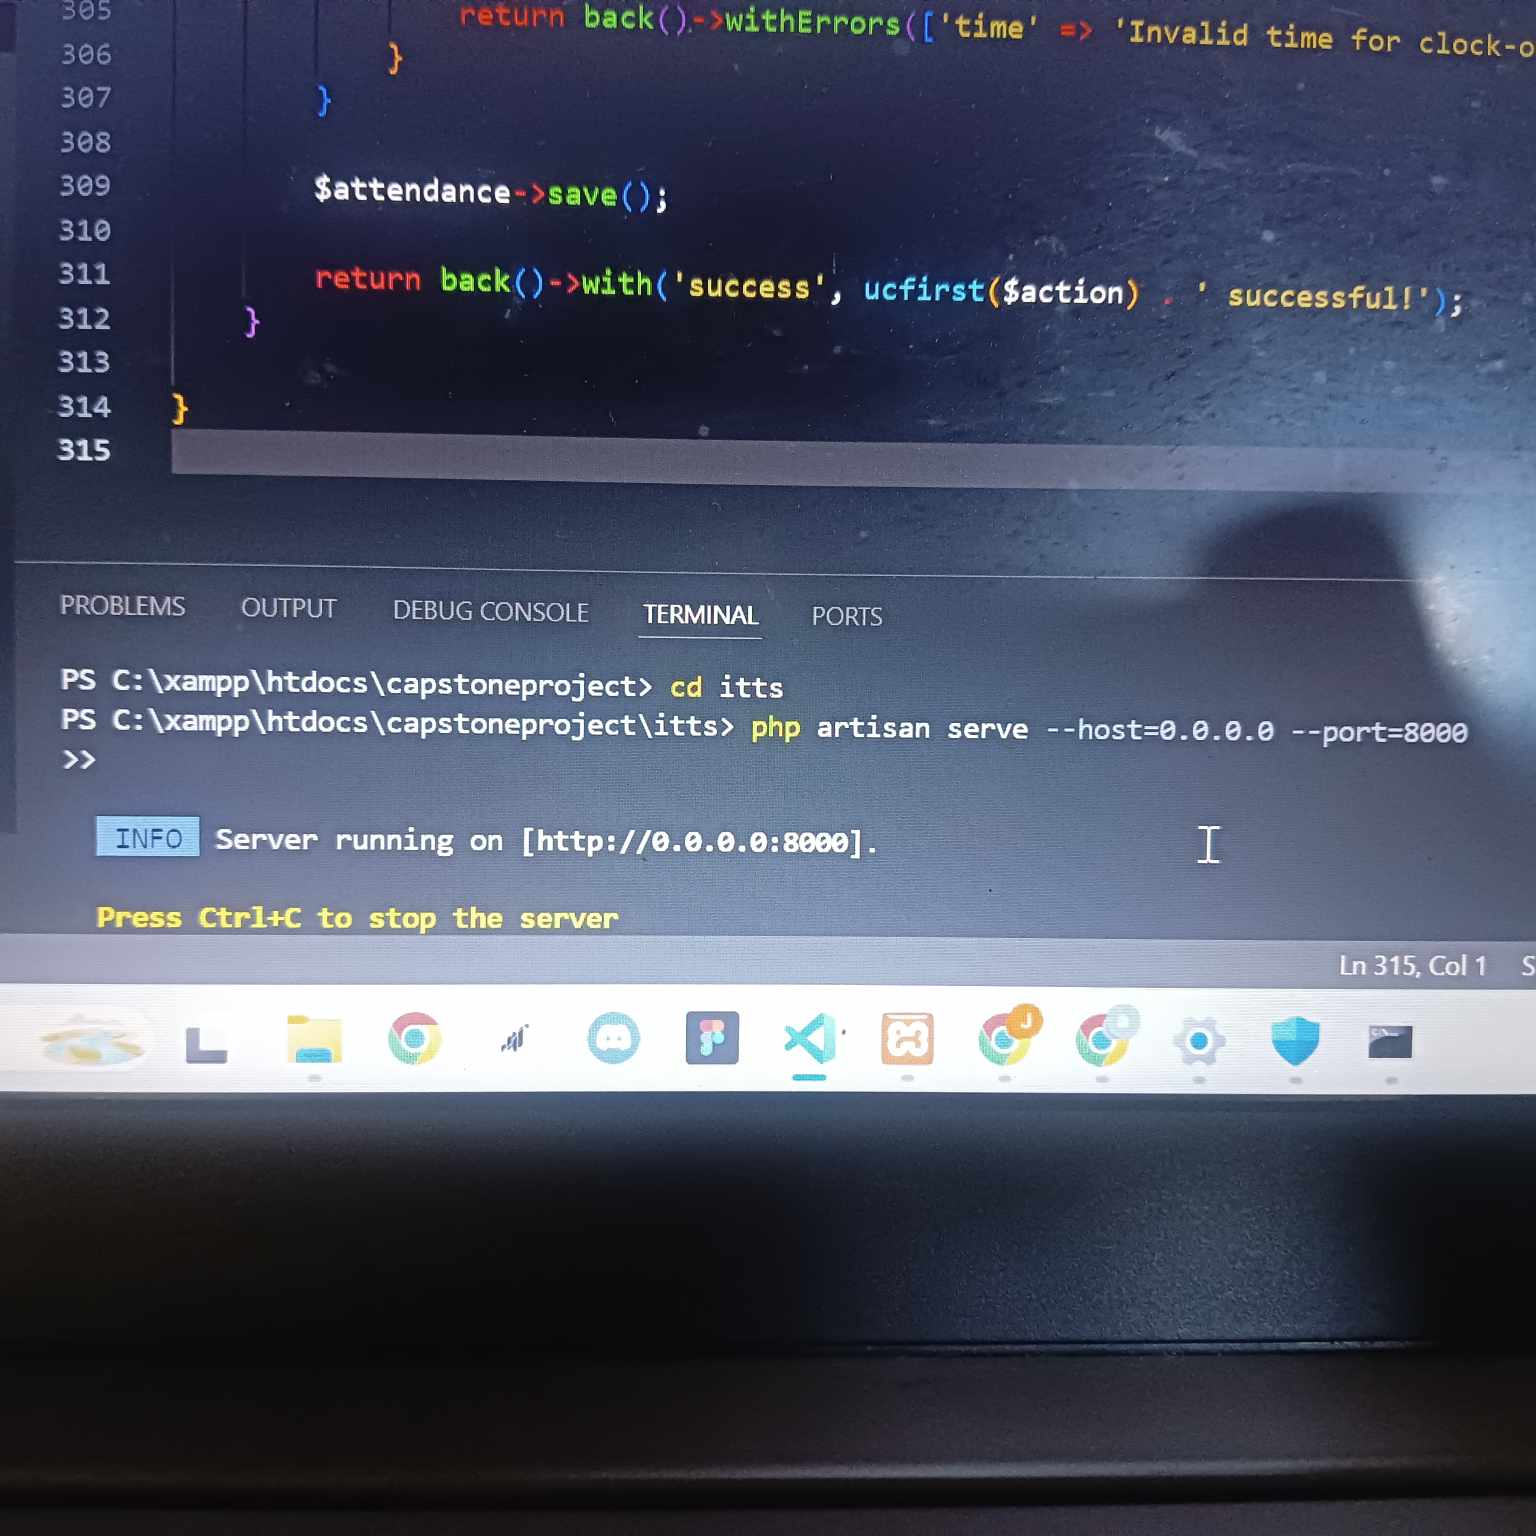 305 return back()->withErrors(['time' => 'Invalid time for clock-o
306 }
307 }
308
309 $attendance->save();
310
311 return back()->with('success', ucfirst($action) . ' successful!');
312 }
313
314 }
315
PROBLEMS OUTPUT DEBUG CONSOLE TERMINAL PORTS
PS C:\xampp\htdocs\capstoneproject> cd itts
PS C:\xampp\htdocs\capstoneproject\itts> php artisan serve --host=0.0.0.0 --port=8000
>>
INFO Server running on [http://0.0.0.0:8000].
Press Ctrl+C to stop the server
Ln 315, Col 1 S
J